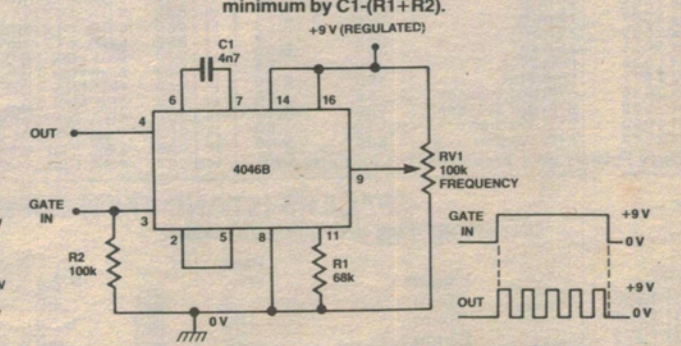 minimum by C1-(R1+R2).
+9 V (REGULATED)
C1
4n7
6
7
14
16
OUT
4
4046B
9
RV1
100k
FREQUENCY
GATE
IN
3
2
5
8
11
R2
100k
R1
68k
0 V
GATE
IN
+9 V
0 V
OUT
+9 V
0 V